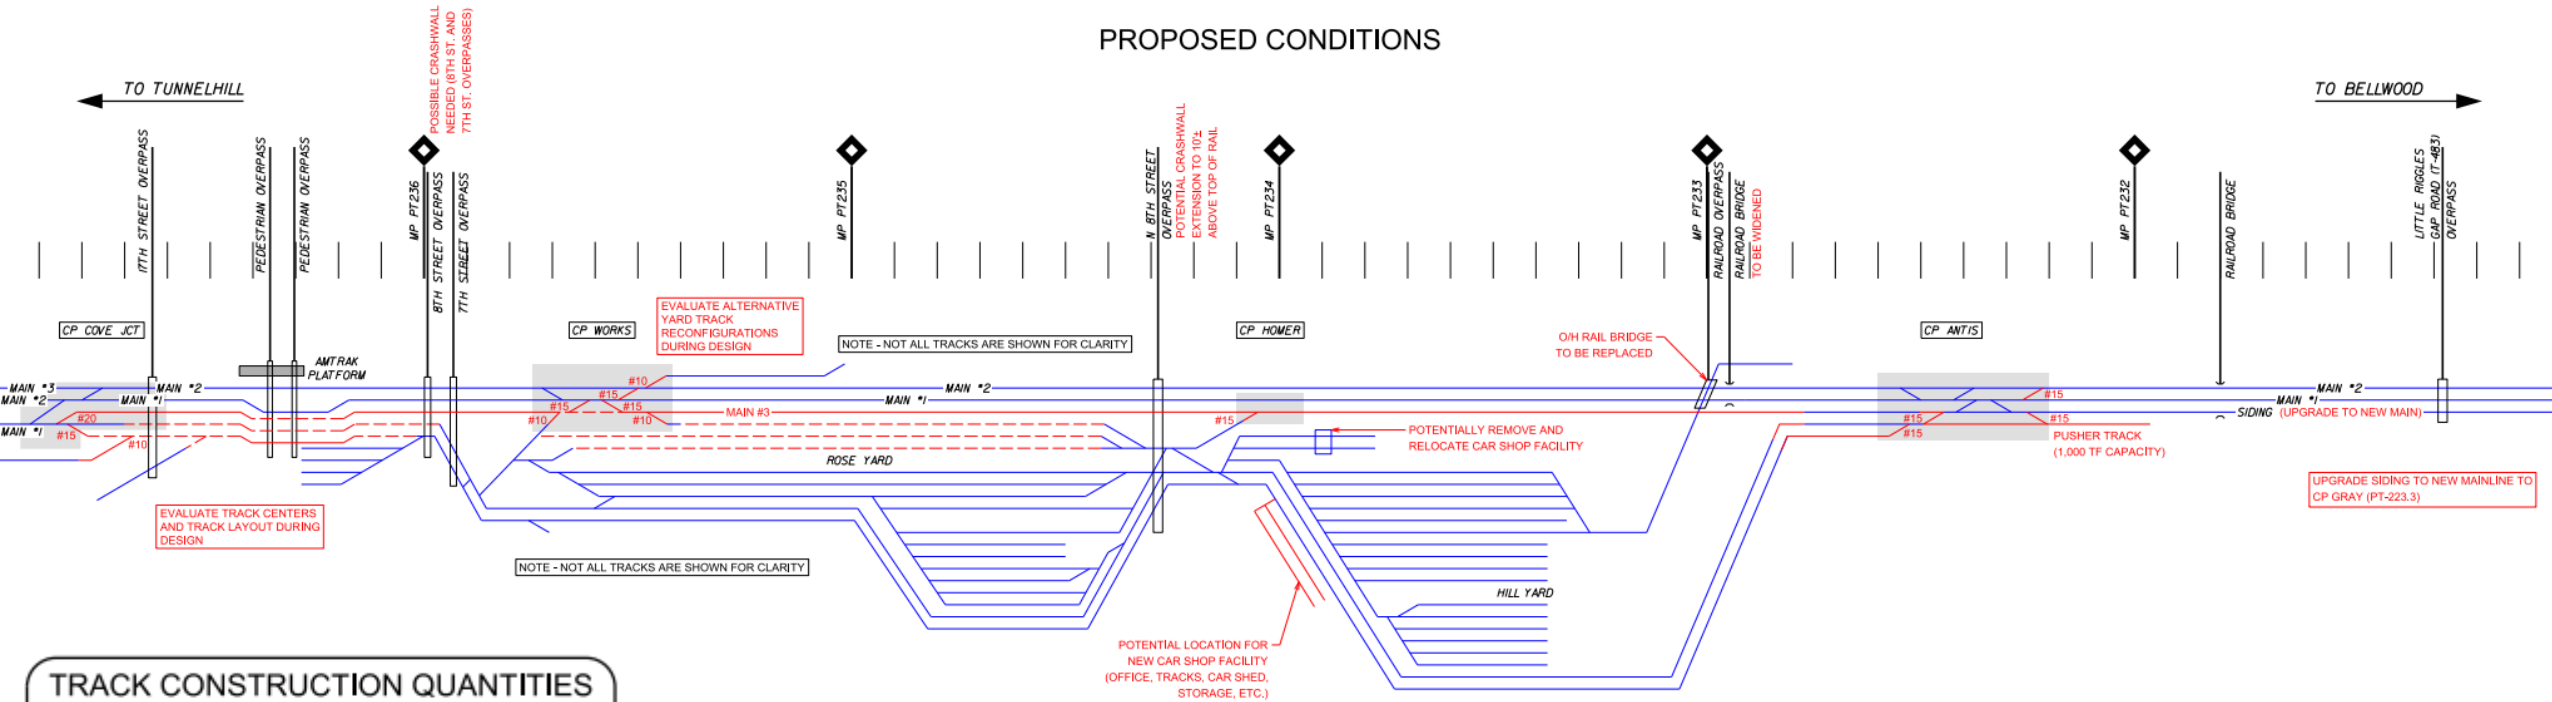 PROPOSED CONDITIONS
TO TUNNELHILL
TO BELLWOOD
POSSIBLE CRASHWALL
NEEDED (8TH ST. AND
7TH ST. OVERPASSES)
17TH STREET OVERPASS
PEDESTRIAN OVERPASS
PEDESTRIAN OVERPASS
MP PT236
8TH STREET OVERPASS
7TH STREET OVERPASS
MP PT235
N 8TH STREET
OVERPASS
POTENTIAL CRASHWALL
EXTENSION TO 10'±
ABOVE TOP OF RAIL
MP PT234
MP PT233
RAILROAD OVERPASS
RAILROAD BRIDGE
TO BE WIDENED
MP PT232
RAILROAD BRIDGE
LITTLE RIGGLES
GAP ROAD (T-483)
OVERPASS
CP COVE JCT
AMTRAK
PLATFORM
CP WORKS
EVALUATE ALTERNATIVE
YARD TRACK
RECONFIGURATIONS
DURING DESIGN
NOTE - NOT ALL TRACKS ARE SHOWN FOR CLARITY
CP HOMER
O/H RAIL BRIDGE
TO BE REPLACED
CP ANTIS
MAIN #3
MAIN #2
MAIN #2
MAIN #1
MAIN #1
#20
#15
#10
#10
#15
#15
#15
#10
#10
MAIN #2
MAIN #1
MAIN #3
#15
#15
#15
#15
#15
MAIN #2
MAIN #1
SIDING (UPGRADE TO NEW MAIN)
PUSHER TRACK
(1,000 TF CAPACITY)
POTENTIALLY REMOVE AND
RELOCATE CAR SHOP FACILITY
ROSE YARD
UPGRADE SIDING TO NEW MAINLINE TO
CP GRAY (PT-223.3)
EVALUATE TRACK CENTERS
AND TRACK LAYOUT DURING
DESIGN
NOTE - NOT ALL TRACKS ARE SHOWN FOR CLARITY
HILL YARD
POTENTIAL LOCATION FOR
NEW CAR SHOP FACILITY
(OFFICE, TRACKS, CAR SHED,
STORAGE, ETC.)
TRACK CONSTRUCTION QUANTITIES